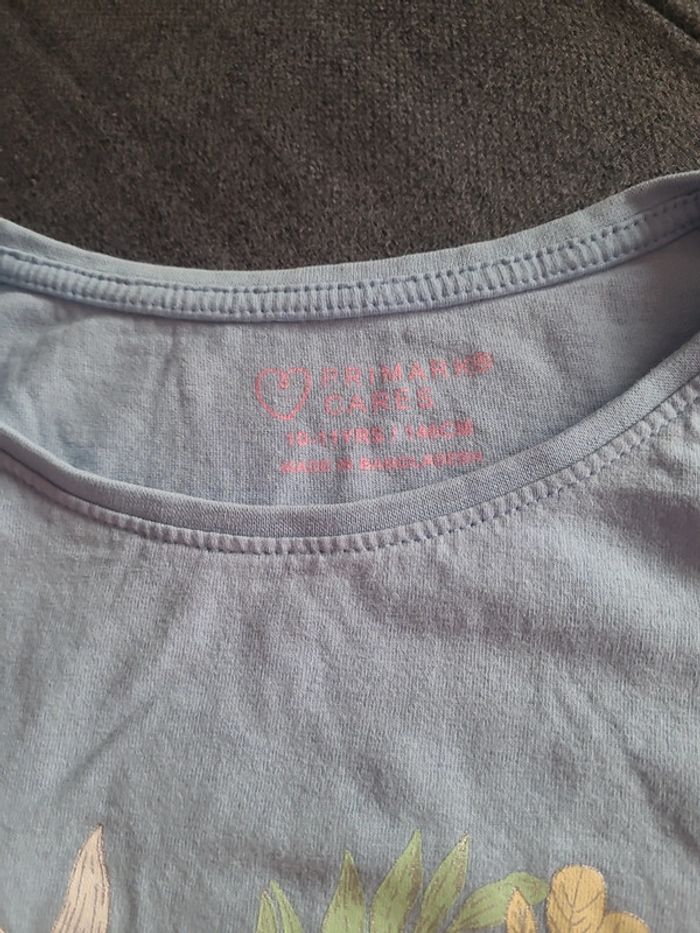 PRIMARK®
CARES
10-11YRS / 146CM
MADE IN BANGLADESH